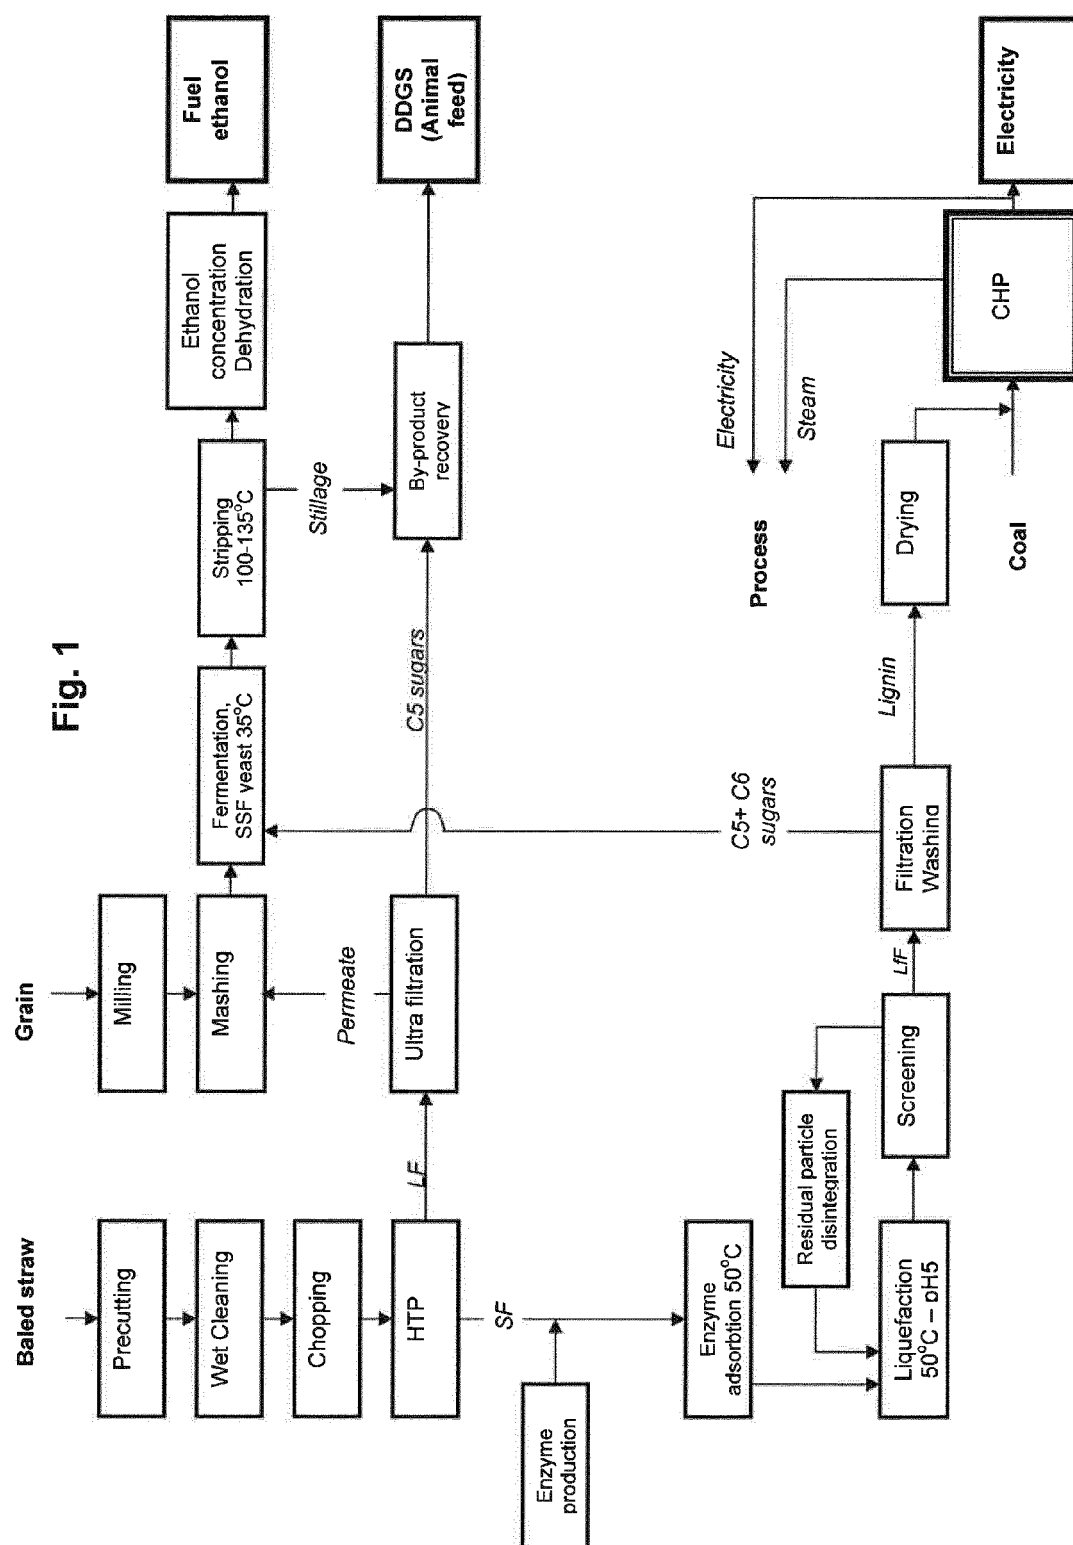 Fig. 1
Baled straw
Precutting
Wet Cleaning
Chopping
HTP
LF
SF
Grain
Milling
Mashing
Permeate
Ultra filtration
Fermentation,
SSF yeast 35°C
Stripping
100-135°C
Ethanol
concentration
Dehydration
Fuel
ethanol
Stillage
C5 sugars
By-product
recovery
DDGS
(Animal
feed)
Enzyme
production
Enzyme
adsorbtion 50°C
Residual particle
disintegration
Liquefaction
50°C – pH5
Screening
LfF
Filtration
Washing
C5+ C6
sugars
Lignin
Drying
Process
Electricity
Steam
Coal
CHP
Electricity